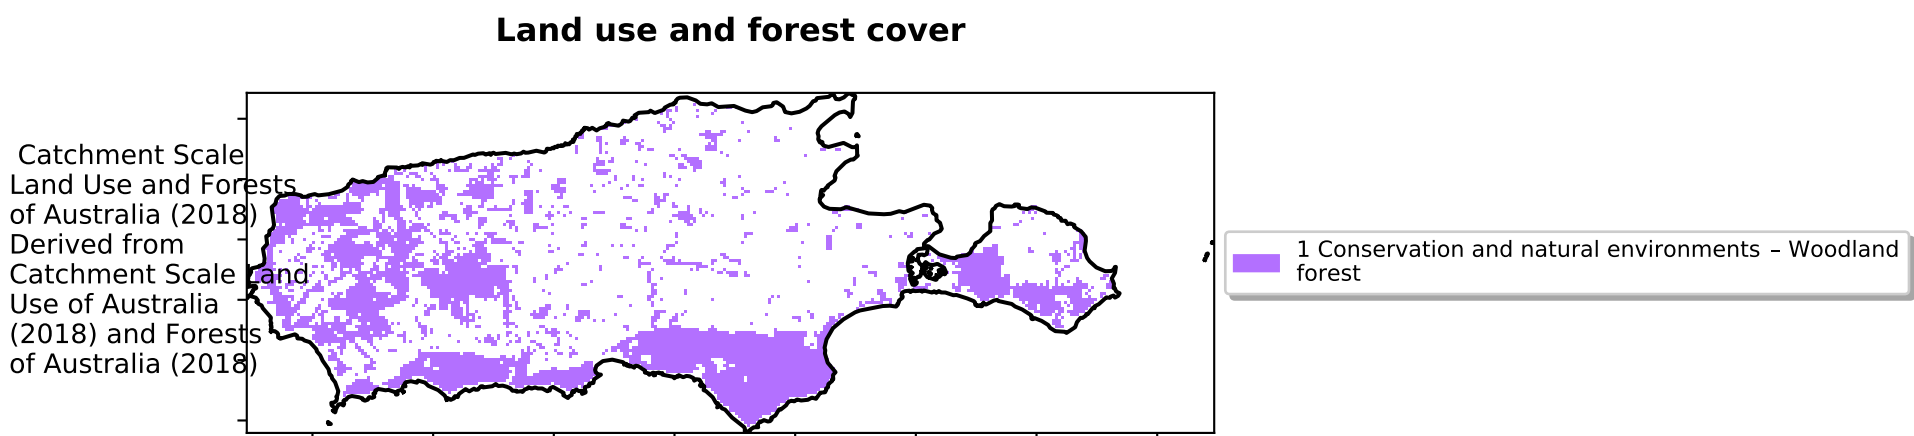 Land use and forest cover
Catchment Scale
Land Use and Forests
of Australia (2018)
Derived from
Catchment Scale Land
Use of Australia
(2018) and Forests
of Australia (2018)
1 Conservation and natural environments – Woodland
forest